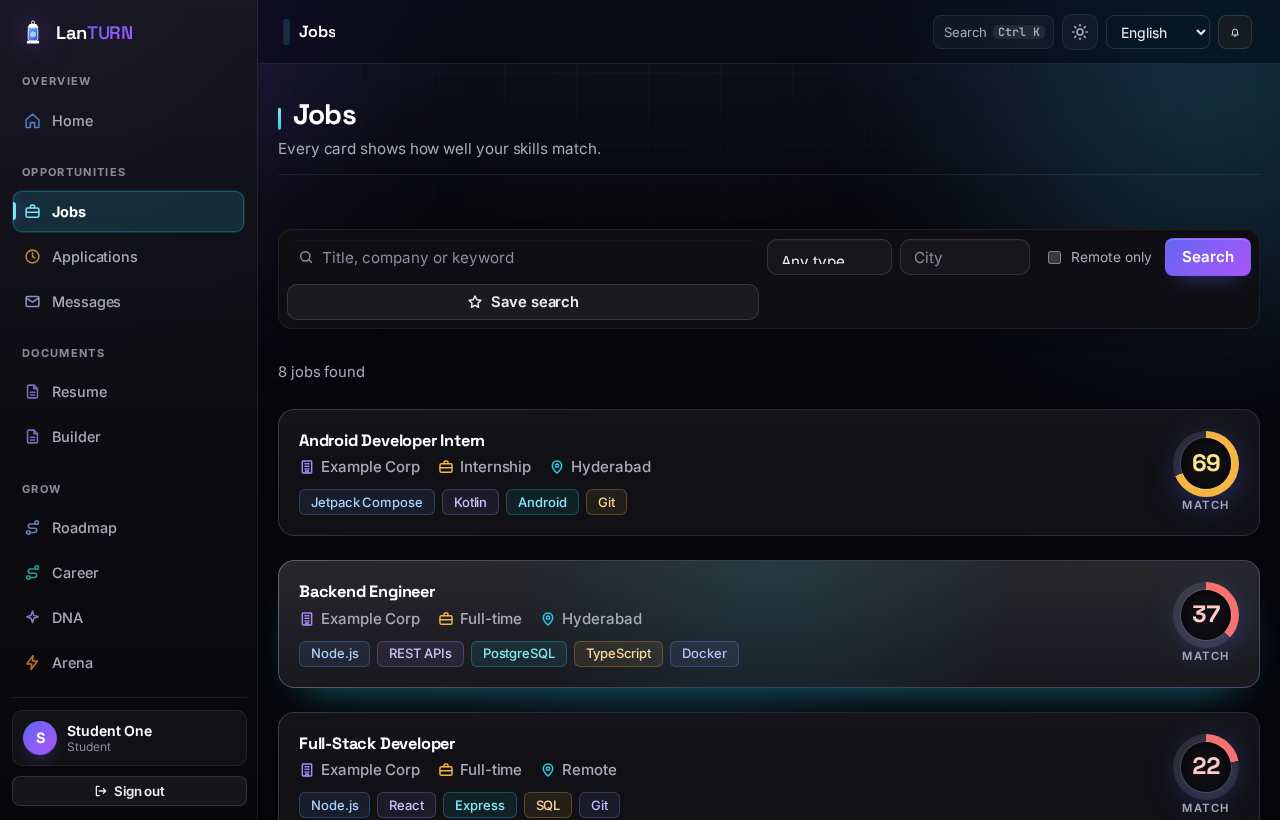 LanTURN
OVERVIEW
Home
OPPORTUNITIES
Jobs
Applications
Messages
DOCUMENTS
Resume
Builder
GROW
Roadmap
Career
DNA
Arena
S
Student One
Student
Sign out
Jobs
Search Ctrl K
English
Jobs
Every card shows how well your skills match.
Title, company or keyword
Any type
City
Remote only
Search
Save search
8 jobs found
Android Developer Intern
Example Corp Internship Hyderabad
Jetpack Compose Kotlin Android Git
69
MATCH
Backend Engineer
Example Corp Full-time Hyderabad
Node.js REST APIs PostgreSQL TypeScript Docker
37
MATCH
Full-Stack Developer
Example Corp Full-time Remote
Node.js React Express SQL Git
22
MATCH